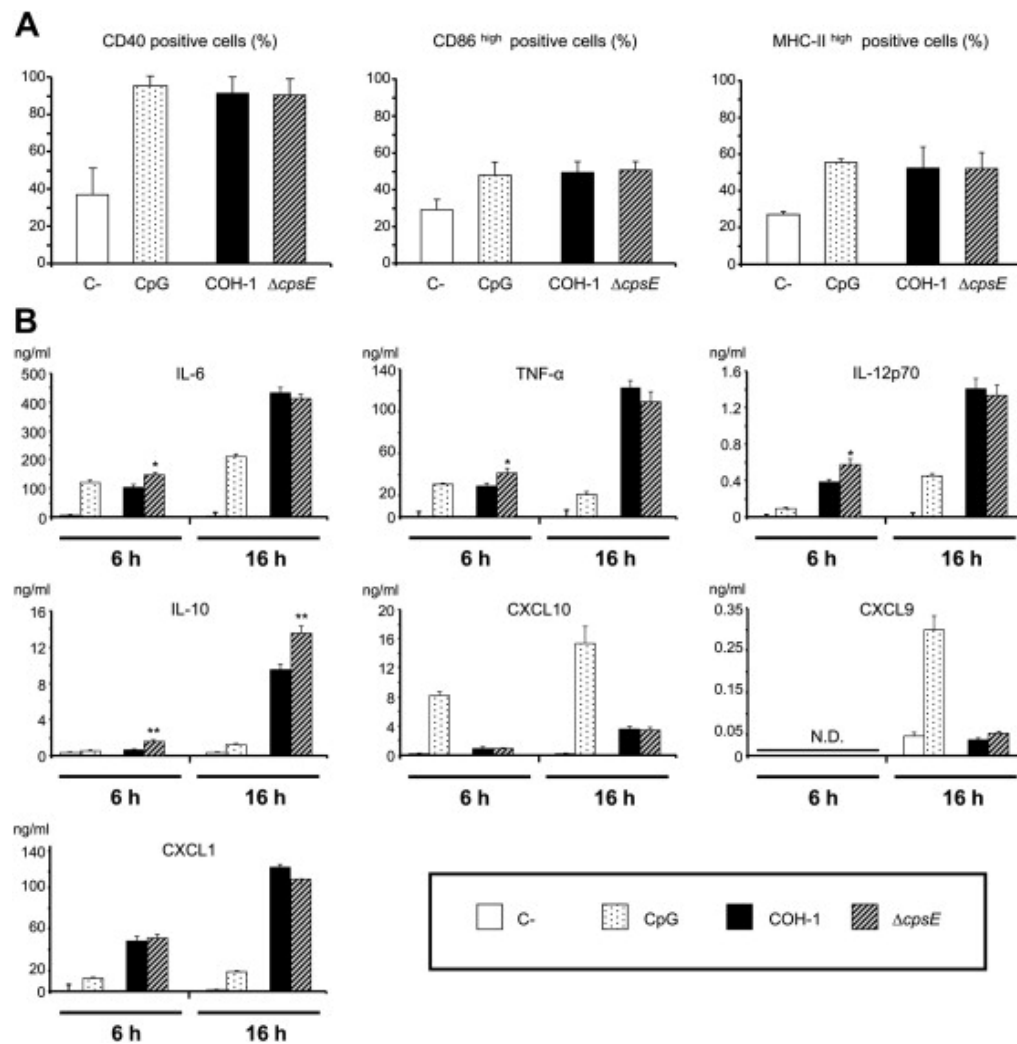 A
CD40 positive cells (%)
CD86 high positive cells (%)
MHC-II high positive cells (%)
100
80
60
40
20
0
C- CpG COH-1 ΔcpsE
100
80
60
40
20
0
C- CpG COH-1 ΔcpsE
100
80
60
40
20
0
C- CpG COH-1 ΔcpsE
B
ng/ml
IL-6
500
400
300
200
100
0
*
6 h 16 h
ng/ml
TNF-α
140
100
60
20
0
*
6 h 16 h
ng/ml
IL-12p70
1.6
1.2
0.8
0.4
0
*
6 h 16 h
ng/ml
IL-10
16
12
8
4
0
**
**
6 h 16 h
ng/ml
CXCL10
20
16
12
8
4
0
6 h 16 h
ng/ml
CXCL9
0.35
0.25
0.15
0.05
0
N.D.
6 h 16 h
ng/ml
CXCL1
140
100
60
20
0
6 h 16 h
C- CpG COH-1 ΔcpsE